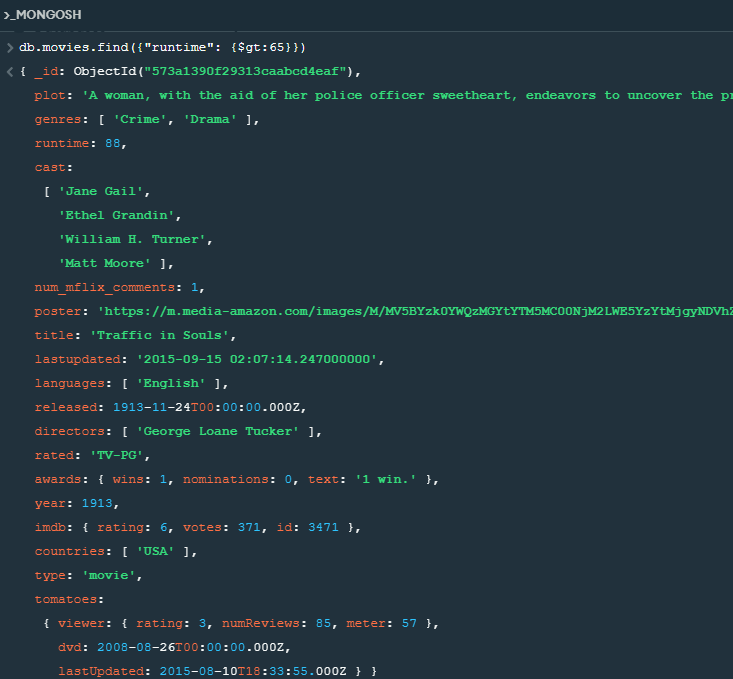 >_MONGOSH
> db.movies.find({"runtime": {$gt:65}})
< { _id: ObjectId("573a1390f29313caabcd4eaf"),
plot: 'A woman, with the aid of her police officer sweetheart, endeavors to uncover the pr
genres: [ 'Crime', 'Drama' ],
runtime: 88,
cast:
[ 'Jane Gail',
'Ethel Grandin',
'William H. Turner',
'Matt Moore' ],
num_mflix_comments: 1,
poster: 'https://m.media-amazon.com/images/M/MV5BYzk0YWQzMGYtYTM5MC00NjM2LWE5YzYtMjgyNDVhZ
title: 'Traffic in Souls',
lastupdated: '2015-09-15 02:07:14.247000000',
languages: [ 'English' ],
released: 1913-11-24T00:00:00.000Z,
directors: [ 'George Loane Tucker' ],
rated: 'TV-PG',
awards: { wins: 1, nominations: 0, text: '1 win.' },
year: 1913,
imdb: { rating: 6, votes: 371, id: 3471 },
countries: [ 'USA' ],
type: 'movie',
tomatoes:
{ viewer: { rating: 3, numReviews: 85, meter: 57 },
dvd: 2008-08-26T00:00:00.000Z,
lastUpdated: 2015-08-10T18:33:55.000Z } }